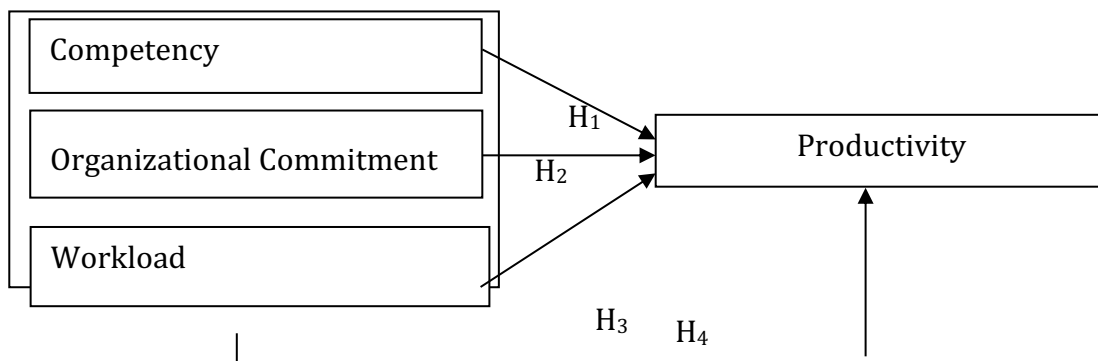 Competency
H1
Organizational Commitment
H2
Productivity
Workload
H3
H4